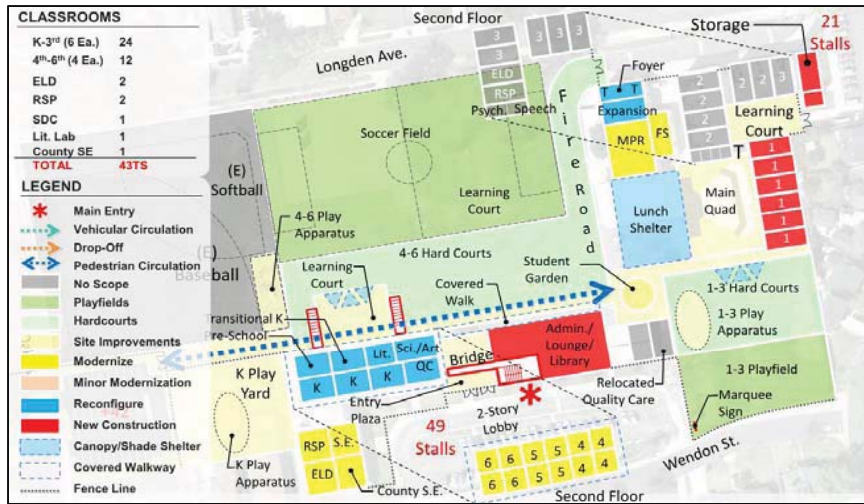 CLASSROOMS
K-3rd (6 Ea.) 24
4th-6th (4 Ea.) 12
ELD 2
RSP 2
SDC 1
Lit. Lab 1
County SE 1
TOTAL 43TS
LEGEND
Main Entry
Vehicular Circulation
Drop-Off
Pedestrian Circulation
No Scope
Playfields
Hardcourts
Site Improvements
Modernize
Minor Modernization
Reconfigure
New Construction
Canopy/Shade Shelter
Covered Walkway
Fence Line
Second Floor
Longden Ave.
3
3 3 3 3
ELD
RSP
Psych. Speech
Storage
21
Stalls
Foyer
T T
Expansion
MPR
FS
2 2 3
2
2
2
2
Learning
Court
T
1
1
1
1
1
1
Fire Road
Soccer Field
(E)
Softball
(E)
Baseball
Learning
Court
4-6 Play
Apparatus
4-6 Hard Courts
Learning
Court
Lunch
Shelter
Main
Quad
Student
Garden
Covered
Walk
1-3 Hard Courts
1-3 Play
Apparatus
Transitional K
Pre-School
Lit.
Sci./Art
QC
K K K
Bridge
Admin./
Lounge/
Library
K Play
Yard
Entry
Plaza
2-Story
Lobby
Relocated
Quality Care
1-3 Playfield
Marquee
Sign
Wendon St.
+42
49
Stalls
RSP S.E.
ELD
K Play
Apparatus
County S.E.
6 6 5 5 4 4
6 6 5 5 4 4
Second Floor